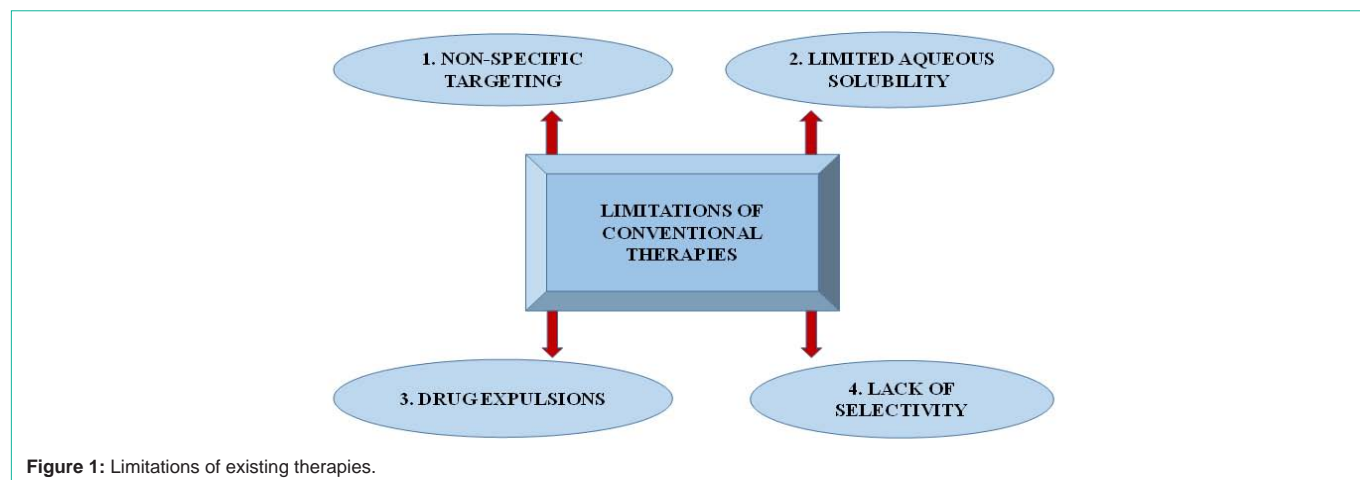 1. NON-SPECIFIC
TARGETING
2. LIMITED AQUEOUS
SOLUBILITY
LIMITATIONS OF
CONVENTIONAL
THERAPIES
3. DRUG EXPULSIONS
4. LACK OF
SELECTIVITY
Figure 1: Limitations of existing therapies.